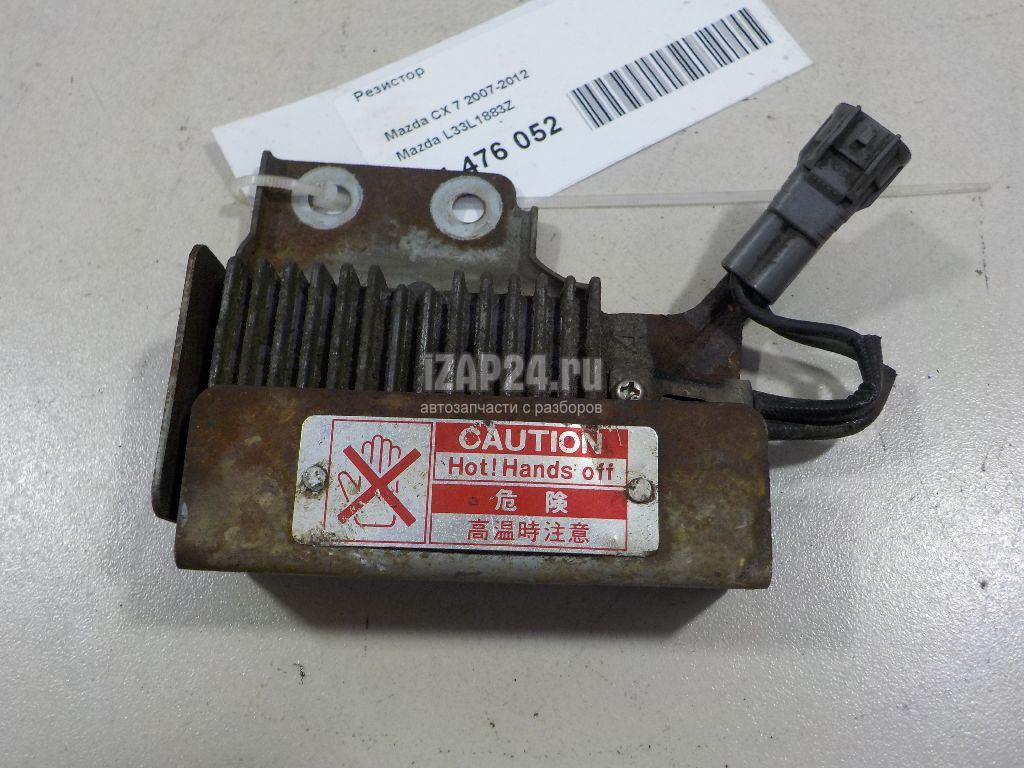 Резистор
Mazda CX 7 2007-2012
Mazda L33L1883Z
476 052
iZAP24.ru
автозапчасти с разборов
CAUTION
Hot! Hands off
危険
高温時注意